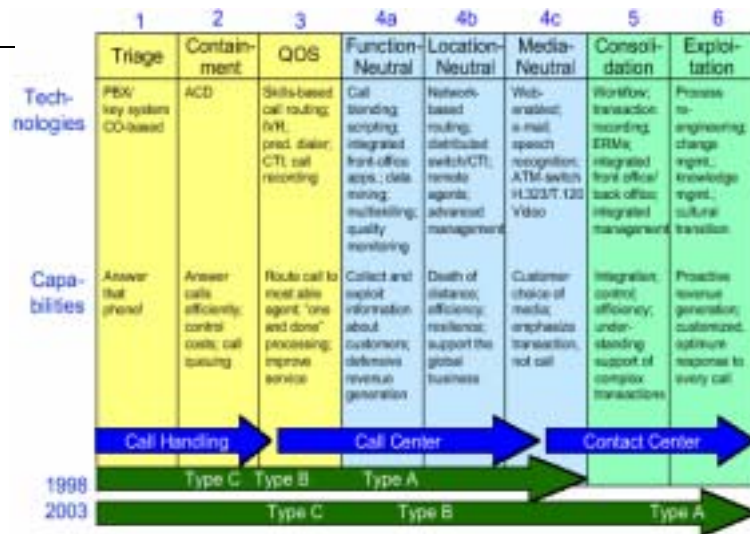 1 2 3 4a 4b 4c 5 6
Triage
Contain-
ment
QOS
Function-
Neutral
Location-
Neutral
Media-
Neutral
Consoli-
dation
Exploi-
tation
Tech-
nologies
PBX/
key system
CO-based
ACD
Skills-based
call routing;
IVR;
pred. dialer;
CTI; call
recording
Call
blending;
scripting;
integrated
front-office
apps.; data
mining;
multiskilling;
quality
monitoring
Network-
based
routing;
distributed
switch/CTI;
remote
agents;
advanced
management
Web-
enabled;
e-mail;
speech
recognition;
ATM-switch
H.323/T.120
Video
Workflow;
transaction
recording;
ERMs;
integrated
front office/
back office;
integrated
management
Process
re-
engineering;
change
mgmt.;
knowledge
mgmt.;
cultural
transition
Capa-
bilities
Answer
that
phone!
Answer
calls
efficiently;
control
costs; call
queuing
Route call to
most able
agent; "one
and done"
processing;
improve
service
Collect and
exploit
information
about
customers;
defensive
revenue
generation
Death of
distance;
efficiency;
resilience;
support the
global
business
Customer
choice of
media;
emphasize
transaction,
not call
Integration;
control;
efficiency;
under-
standing
support of
complex
transactions
Proactive
revenue
generation;
customized,
optimum
response to
every call
Call Handling
Call Center
Contact Center
1998
Type C Type B Type A
2003
Type C Type B Type A